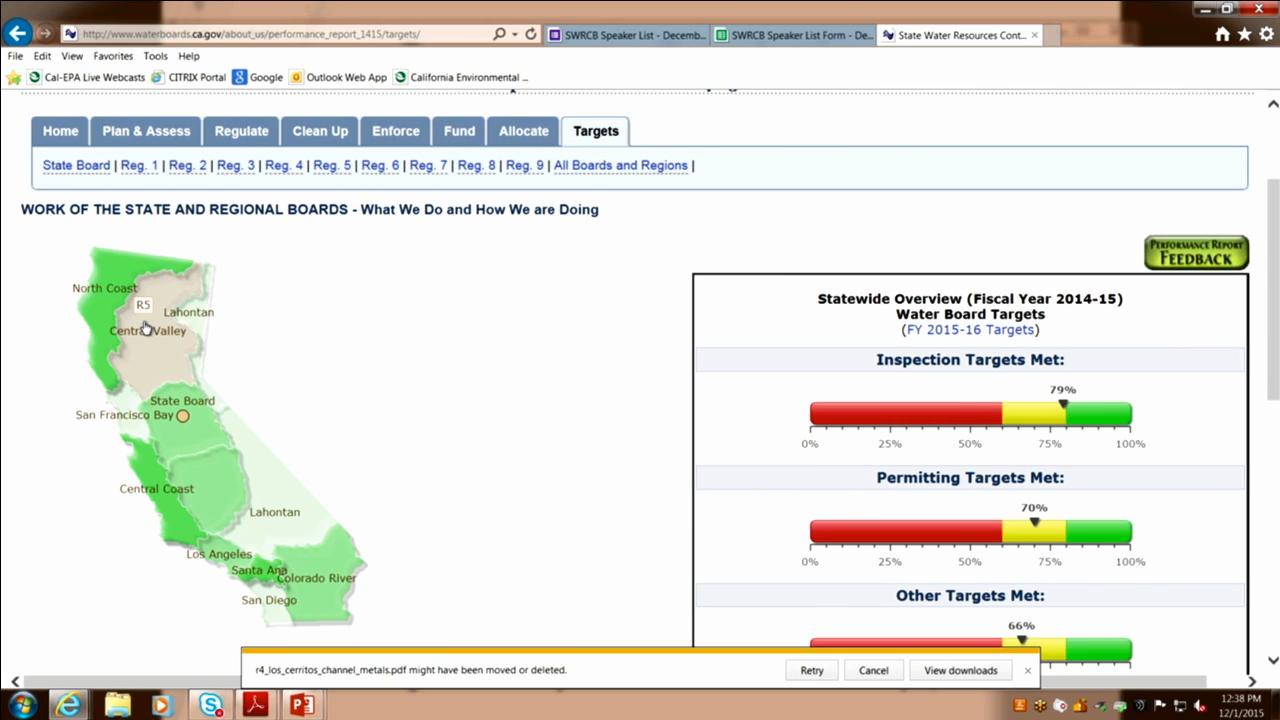 http://www.waterboards.ca.gov/about_us/performance_report_1415/targets/
SWRCB Speaker List - Decemb...
SWRCB Speaker List Form - De...
State Water Resources Cont...
File Edit View Favorites Tools Help
Cal-EPA Live Webcasts CITRIX Portal Google Outlook Web App California Environmental ...
Home Plan & Assess Regulate Clean Up Enforce Fund Allocate Targets
State Board | Reg. 1 | Reg. 2 | Reg. 3 | Reg. 4 | Reg. 5 | Reg. 6 | Reg. 7 | Reg. 8 | Reg. 9 | All Boards and Regions |
WORK OF THE STATE AND REGIONAL BOARDS - What We Do and How We are Doing
PERFORMANCE REPORT
FEEDBACK
North Coast
R5
Lahontan
Central Valley
State Board
San Francisco Bay
Central Coast
Lahontan
Los Angeles
Santa Ana
Colorado River
San Diego
Statewide Overview (Fiscal Year 2014-15)
Water Board Targets
(FY 2015-16 Targets)
Inspection Targets Met:
79%
0% 25% 50% 75% 100%
Permitting Targets Met:
70%
0% 25% 50% 75% 100%
Other Targets Met:
66%
r4_los_cerritos_channel_metals.pdf might have been moved or deleted.
Retry Cancel View downloads
12:38 PM
12/1/2015